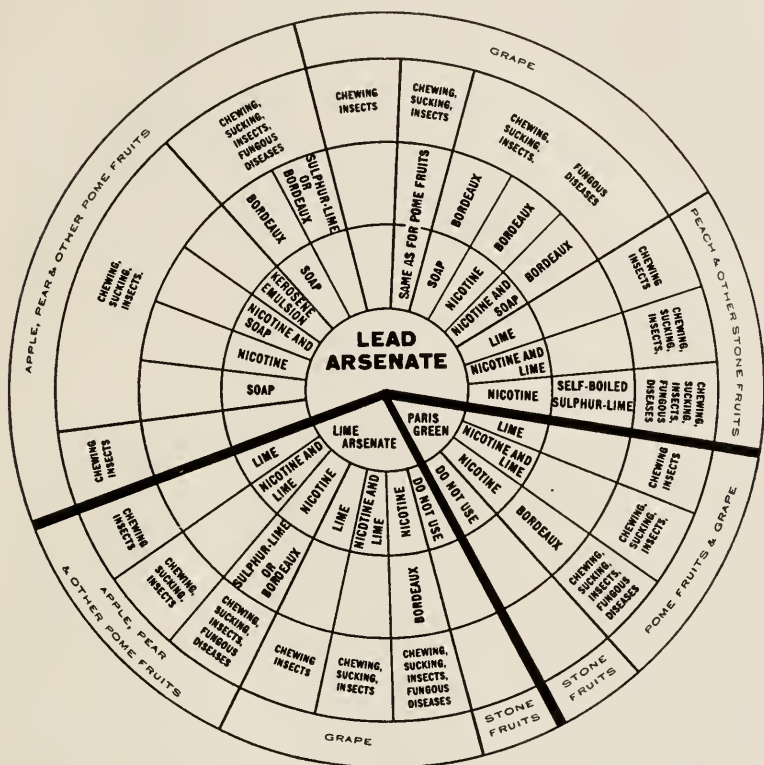 LEAD
ARSENATE
APPLE, PEAR & OTHER POME FRUITS
CHEWING
INSECTS
CHEWING,
SUCKING,
INSECTS.
SOAP
NICOTINE
NICOTINE AND
SOAP
KEROSENE
EMULSION
SOAP
BORDEAUX
SULPHUR-LIME
OR
BORDEAUX
CHEWING,
SUCKING,
INSECTS,
FUNGOUS
DISEASES
GRAPE
CHEWING
INSECTS
CHEWING,
SUCKING,
INSECTS
SAME AS FOR POME FRUITS
CHEWING,
SUCKING,
INSECTS,
FUNGOUS
DISEASES
SOAP
BORDEAUX
NICOTINE
BORDEAUX
NICOTINE AND
SOAP
BORDEAUX
PEACH & OTHER STONE FRUITS
LIME
CHEWING
INSECTS
NICOTINE AND
LIME
CHEWING,
SUCKING,
INSECTS,
NICOTINE
SELF-BOILED
SULPHUR-LIME
CHEWING,
SUCKING,
INSECTS,
FUNGOUS
DISEASES
PARIS
GREEN
POME FRUITS & GRAPE
LIME
CHEWING
INSECTS
NICOTINE AND
LIME
CHEWING,
SUCKING,
INSECTS,
NICOTINE
BORDEAUX
CHEWING,
SUCKING,
INSECTS,
FUNGOUS
DISEASES
DO NOT USE
STONE
FRUITS
LIME
ARSENATE
APPLE, PEAR
& OTHER POME FRUITS
LIME
CHEWING
INSECTS
NICOTINE AND
LIME
CHEWING,
SUCKING.
INSECTS
NICOTINE
SULPHUR-LIME
OR
BORDEAUX
CHEWING,
SUCKING,
INSECTS,
FUNGOUS
DISEASES
GRAPE
LIME
CHEWING
INSECTS
NICOTINE AND
LIME
CHEWING,
SUCKING,
INSECTS
NICOTINE
BORDEAUX
CHEWING,
SUCKING,
INSECTS,
FUNGOUS
DISEASES
DO NOT USE
STONE
FRUITS